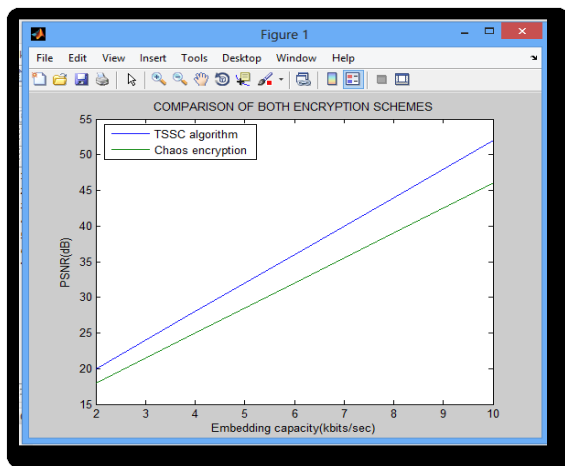 Figure 1
File Edit View Insert Tools Desktop Window Help
COMPARISON OF BOTH ENCRYPTION SCHEMES
TSSC algorithm
Chaos encryption
55
50
45
40
35
30
25
20
15
PSNR(dB)
2 3 4 5 6 7 8 9 10
Embedding capacity(kbits/sec)